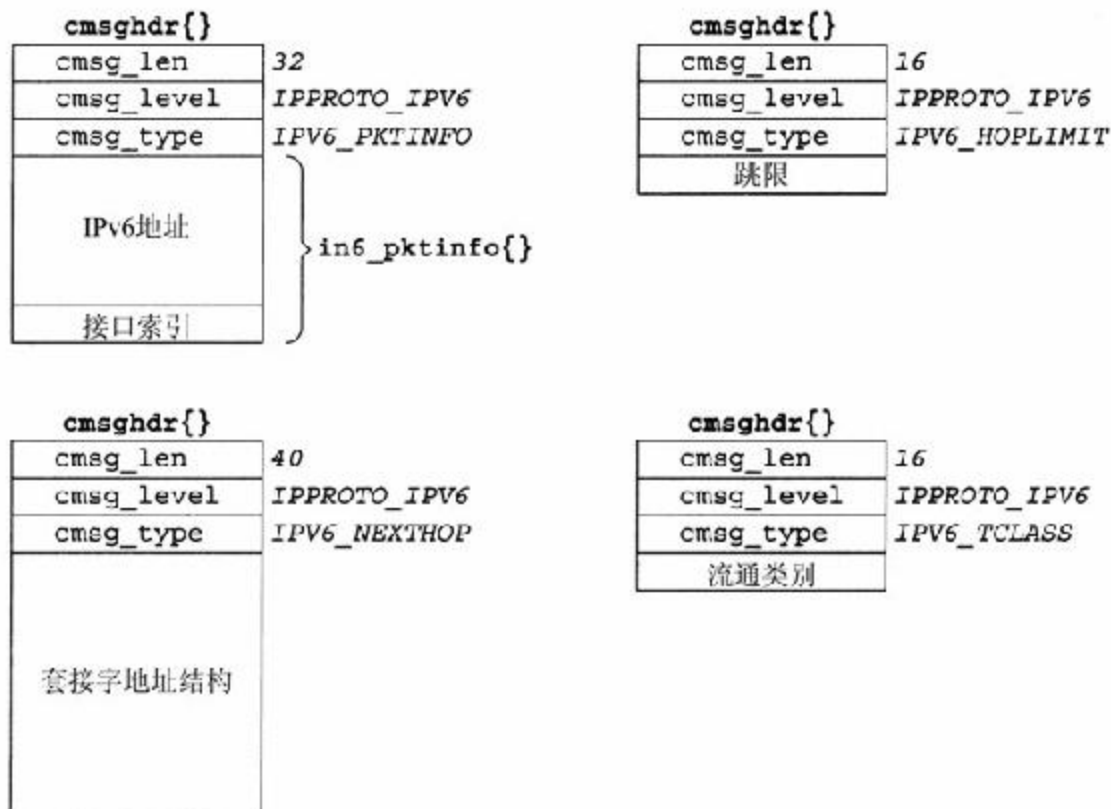 cmsghdr{}
cmsg_len 32
cmsg_level IPPROTO_IPV6
cmsg_type IPV6_PKTINFO
IPv6地址
in6_pktinfo{}
接口索引
cmsghdr{}
cmsg_len 16
cmsg_level IPPROTO_IPV6
cmsg_type IPV6_HOPLIMIT
跳限
cmsghdr{}
cmsg_len 40
cmsg_level IPPROTO_IPV6
cmsg_type IPV6_NEXTHOP
套接字地址结构
cmsghdr{}
cmsg_len 16
cmsg_level IPPROTO_IPV6
cmsg_type IPV6_TCLASS
流通类别